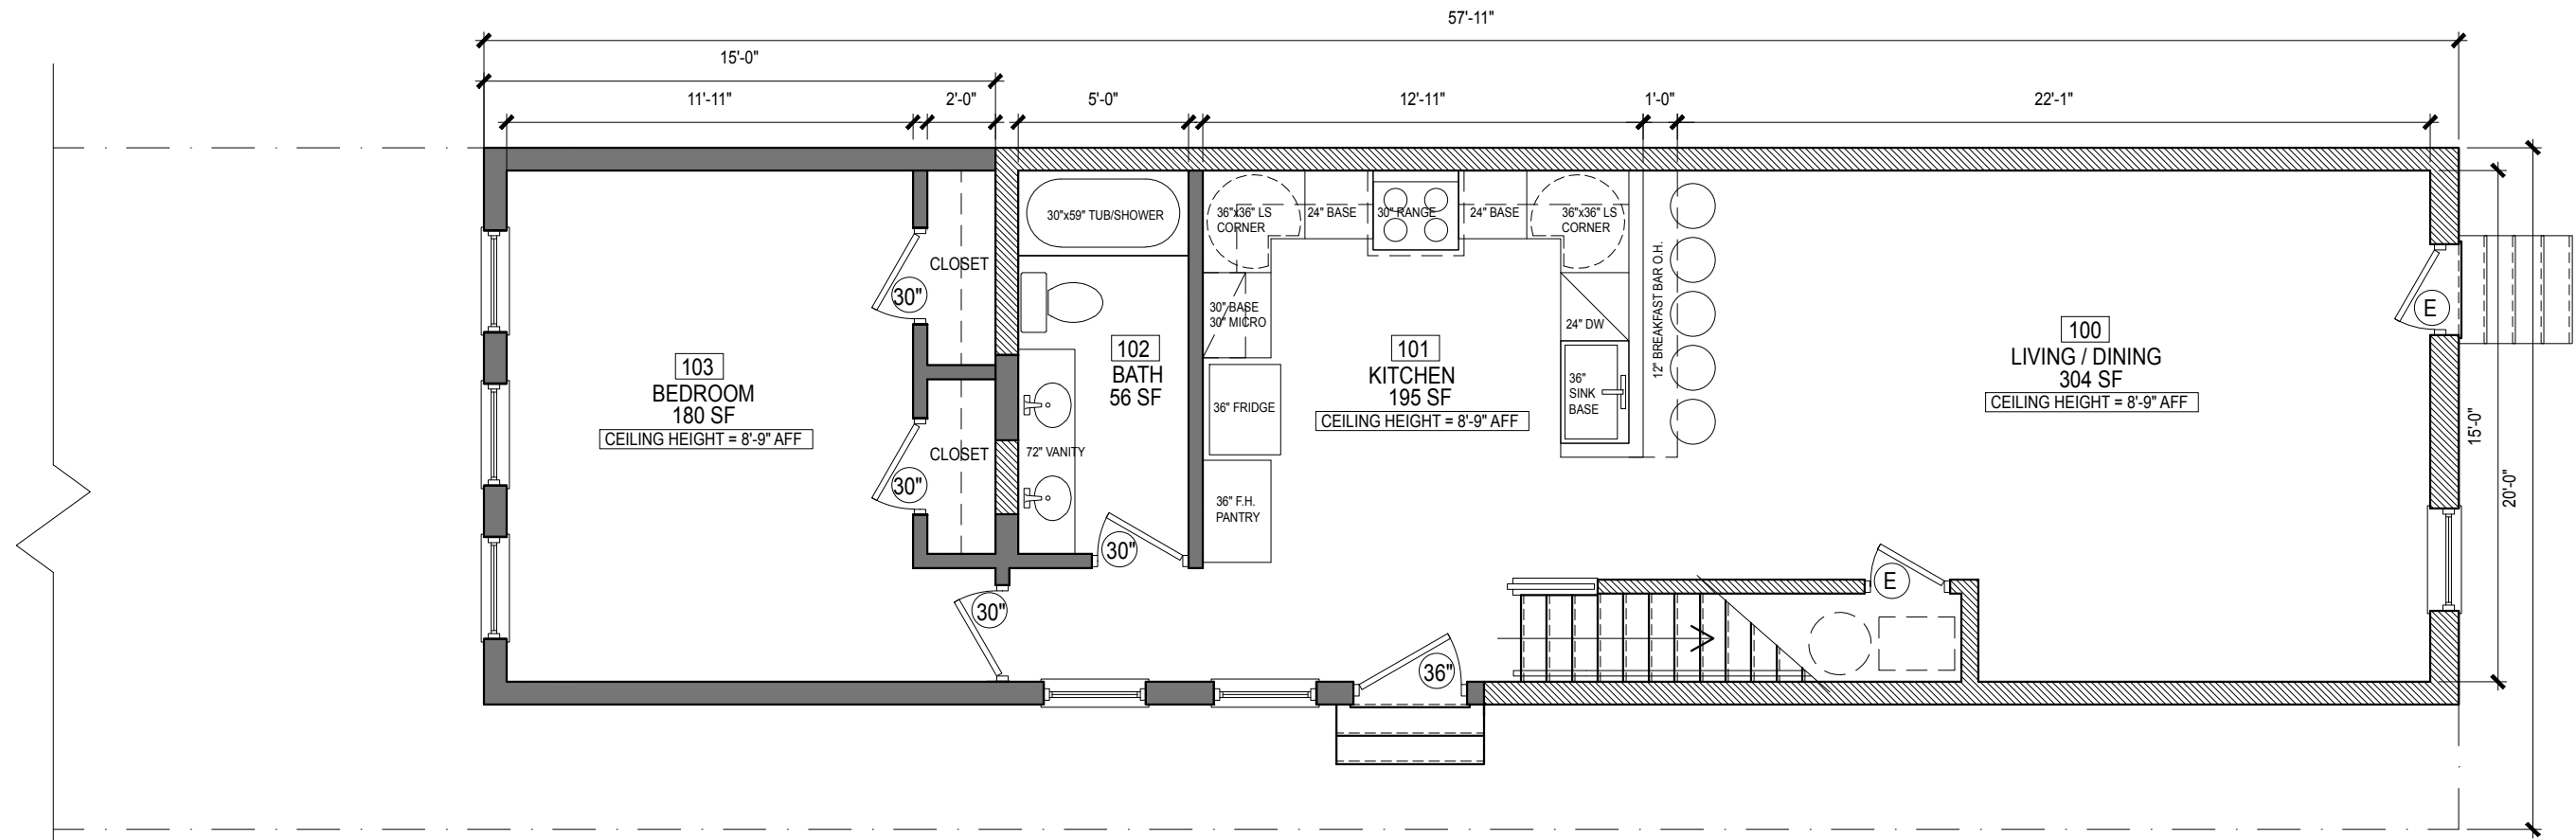 57'-11"
15'-0"
11'-11"
2'-0"
5'-0"
12'-11"
1'-0"
22'-1"
30"x59" TUB/SHOWER
36"x36" LS
CORNER
24" BASE
30" RANGE
24" BASE
36"x36" LS
CORNER
CLOSET
30"
30" BASE
30" MICRO
24" DW
12" BREAKFAST BAR O.H.
E
103
BEDROOM
180 SF
CEILING HEIGHT = 8'-9" AFF
102
BATH
56 SF
101
KITCHEN
195 SF
CEILING HEIGHT = 8'-9" AFF
100
LIVING / DINING
304 SF
CEILING HEIGHT = 8'-9" AFF
36"
SINK
BASE
36" FRIDGE
15'-0"
20'-0"
CLOSET
30"
72" VANITY
36" F.H.
PANTRY
30"
30"
E
36"